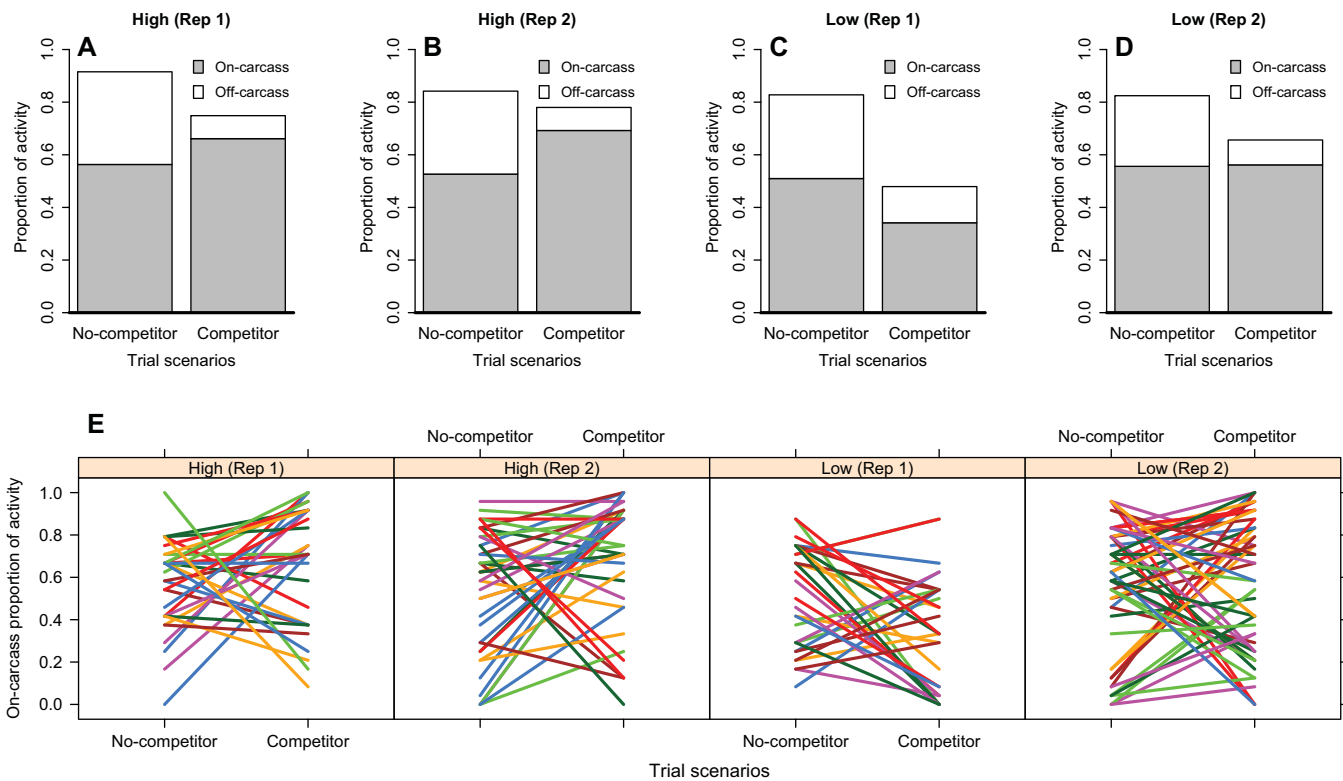 High (Rep 1)
A
On-carcass
Off-carcass
Proportion of activity
1.0
0.8
0.6
0.4
0.2
0.0
No-competitor Competitor
Trial scenarios
High (Rep 2)
B
On-carcass
Off-carcass
Proportion of activity
1.0
0.8
0.6
0.4
0.2
0.0
No-competitor Competitor
Trial scenarios
Low (Rep 1)
C
On-carcass
Off-carcass
Proportion of activity
1.0
0.8
0.6
0.4
0.2
0.0
No-competitor Competitor
Trial scenarios
Low (Rep 2)
D
On-carcass
Off-carcass
Proportion of activity
1.0
0.8
0.6
0.4
0.2
0.0
No-competitor Competitor
Trial scenarios
E
No-competitor Competitor No-competitor Competitor
High (Rep 1) High (Rep 2) Low (Rep 1) Low (Rep 2)
On-carcass proportion of activity
1.0
0.8
0.6
0.4
0.2
0.0
No-competitor Competitor No-competitor Competitor
Trial scenarios